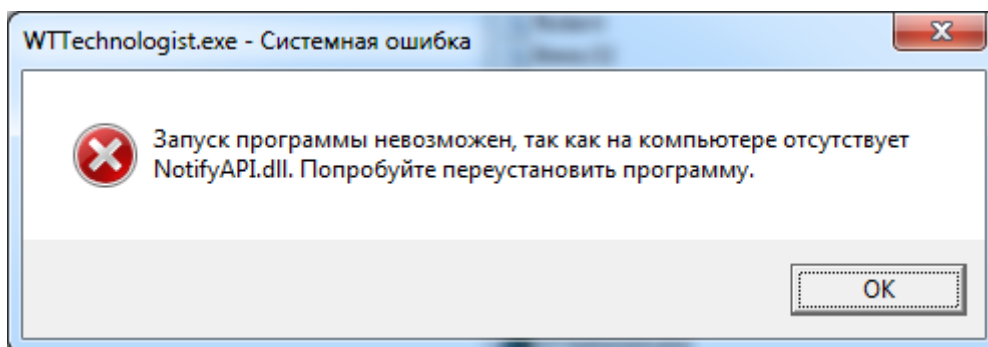 WTTechnologist.exe - Системная ошибка
Запуск программы невозможен, так как на компьютере отсутствует
NotifyAPI.dll. Попробуйте переустановить программу.
OK